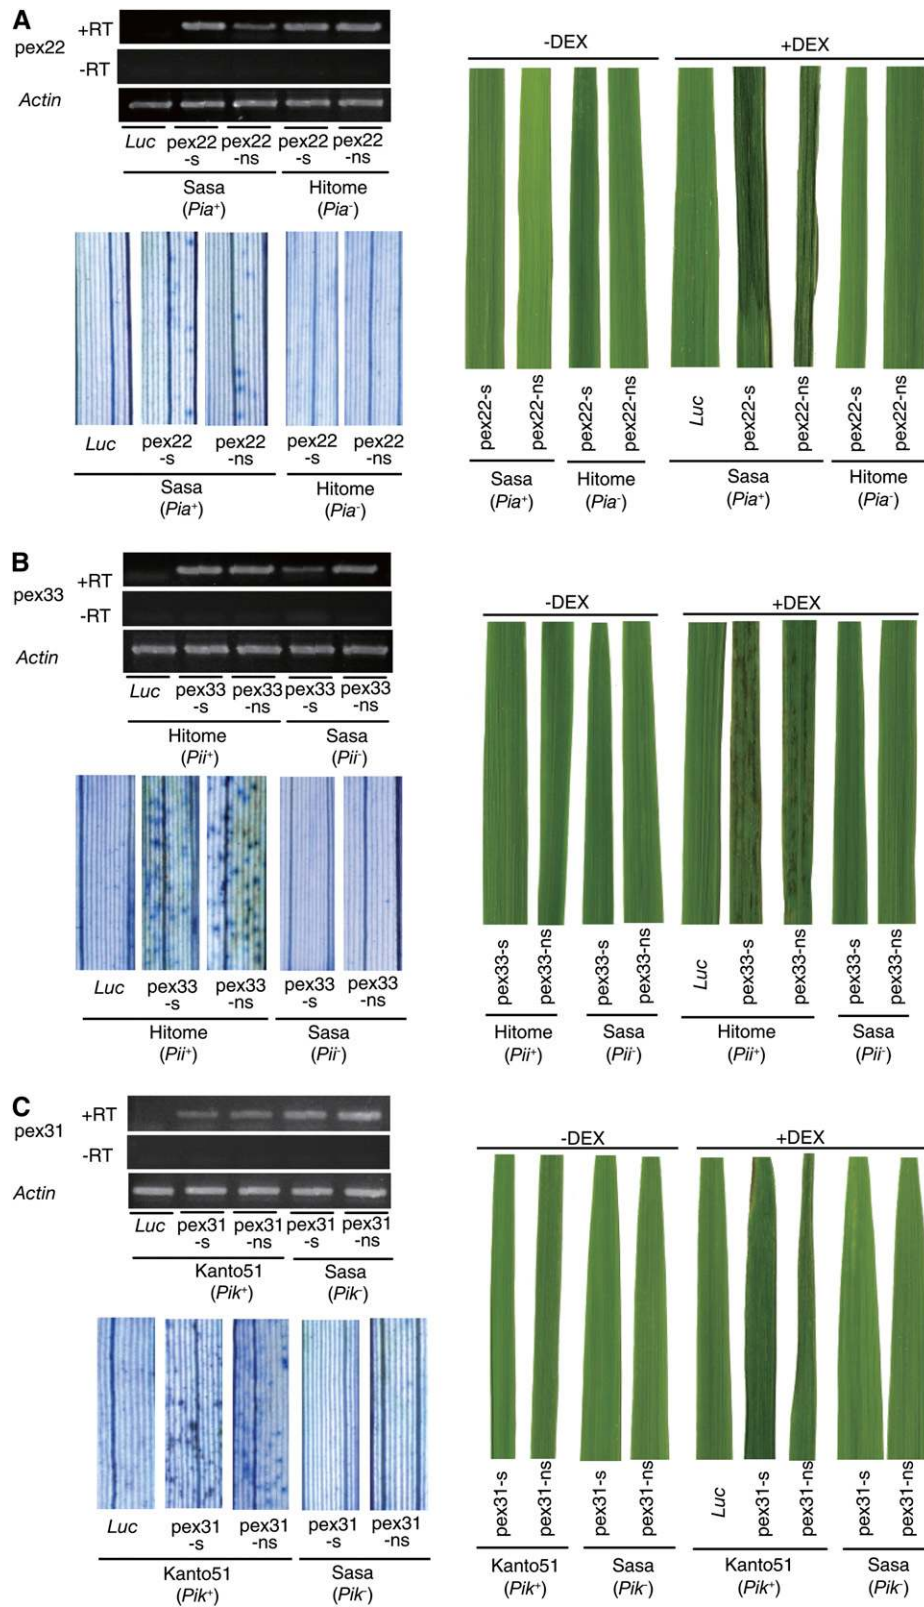 A
pex22
+RT
-RT
Actin
Luc pex22 pex22 pex22 pex22
-s -ns -s -ns
Sasa Hitome
(Pia+) (Pia-)
Luc pex22 pex22 pex22 pex22
-s -ns -s -ns
Sasa Hitome
(Pia+) (Pia-)
-DEX +DEX
pex22-s pex22-ns pex22-s pex22-ns Luc pex22-s pex22-ns pex22-s pex22-ns
Sasa Hitome Sasa Hitome
(Pia+) (Pia-) (Pia+) (Pia-)
B
pex33
+RT
-RT
Actin
Luc pex33 pex33 pex33 pex33
-s -ns -s -ns
Hitome Sasa
(Pii+) (Pii-)
Luc pex33 pex33 pex33 pex33
-s -ns -s -ns
Hitome Sasa
(Pii+) (Pii-)
-DEX +DEX
pex33-s pex33-ns pex33-s pex33-ns Luc pex33-s pex33-ns pex33-s pex33-ns
Hitome Sasa Hitome Sasa
(Pii+) (Pii-) (Pii+) (Pii-)
C
pex31
+RT
-RT
Actin
Luc pex31 pex31 pex31 pex31
-s -ns -s -ns
Kanto51 Sasa
(Pik+) (Pik-)
Luc pex31 pex31 pex31 pex31
-s -ns -s -ns
Kanto51 Sasa
(Pik+) (Pik-)
-DEX +DEX
pex31-s pex31-ns pex31-s pex31-ns Luc pex31-s pex31-ns pex31-s pex31-ns
Kanto51 Sasa Kanto51 Sasa
(Pik+) (Pik-) (Pik+) (Pik-)